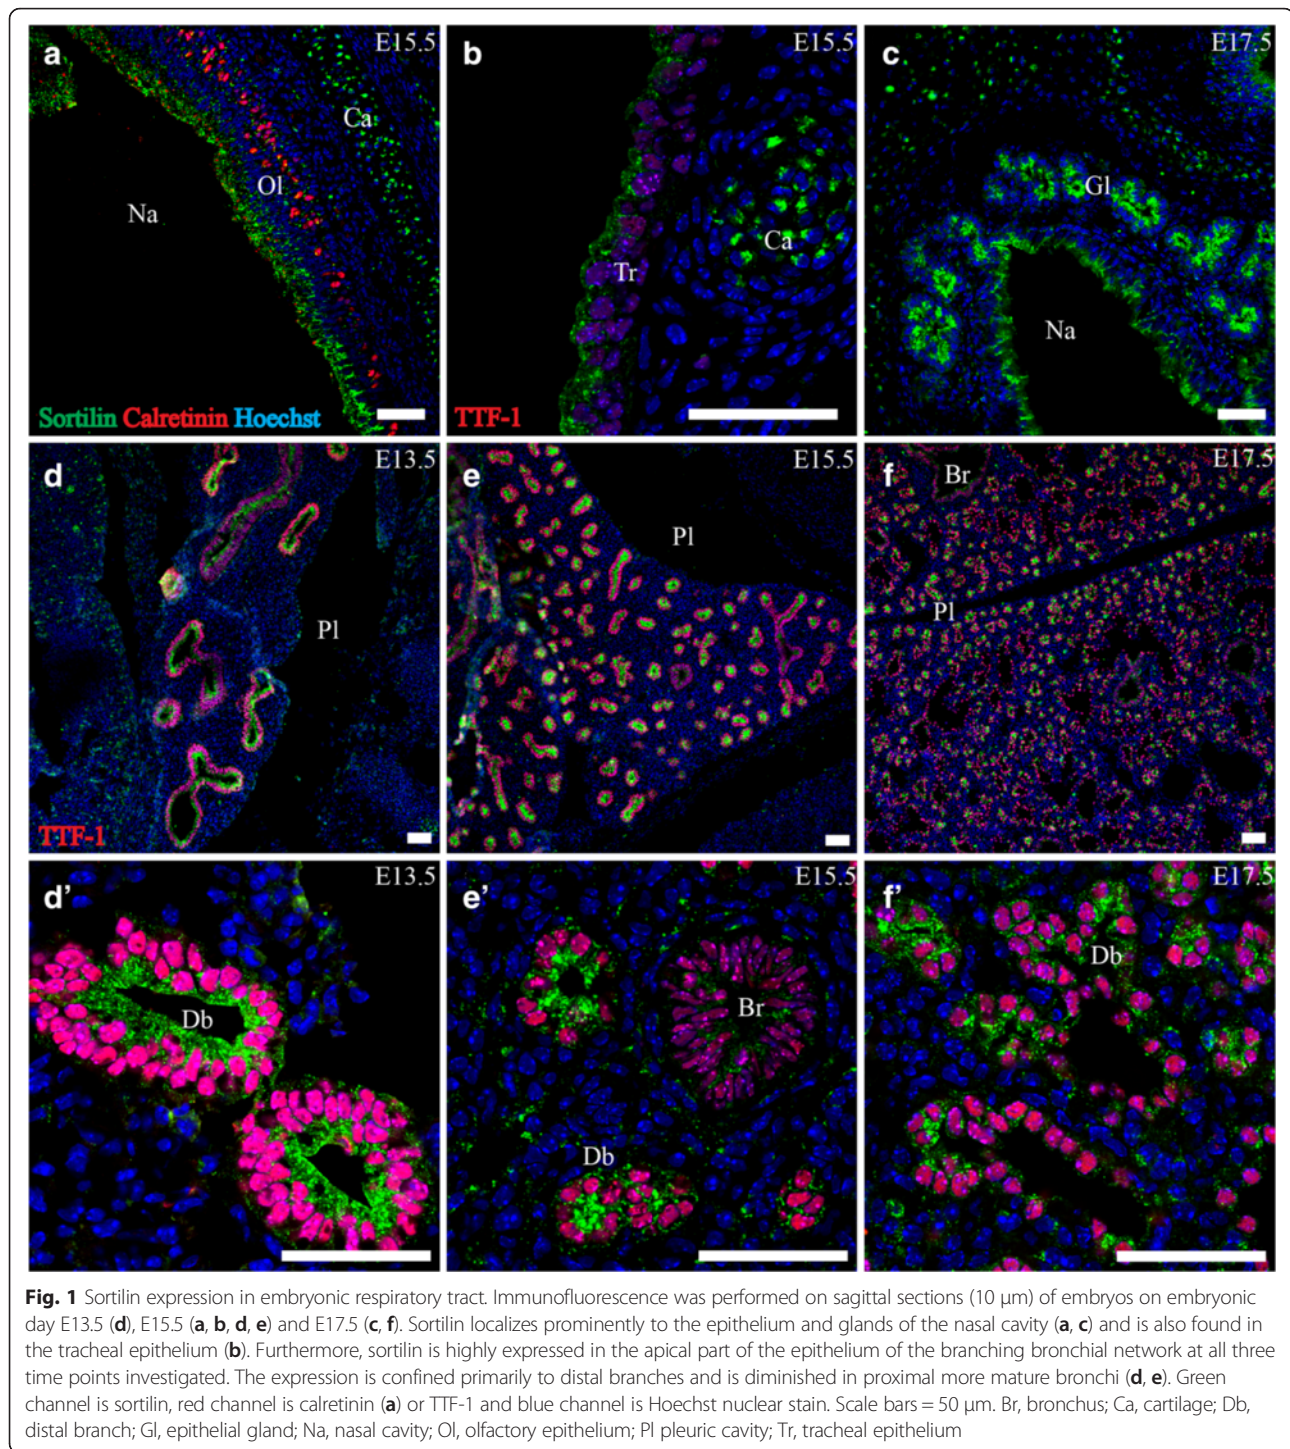 a
E15.5
Ca
Ol
Na
Sortilin Calretinin Hoechst
b
E15.5
Ca
Tr
TTF-1
c
E17.5
Gl
Na
d
E13.5
Pl
TTF-1
e
E15.5
Pl
f
E17.5
Br
Pl
d’
E13.5
Db
e’
E15.5
Br
Db
f’
E17.5
Db
Fig. 1 Sortilin expression in embryonic respiratory tract. Immunofluorescence was performed on sagittal sections (10 μm) of embryos on embryonic
day E13.5 (d), E15.5 (a, b, d, e) and E17.5 (c, f). Sortilin localizes prominently to the epithelium and glands of the nasal cavity (a, c) and is also found in
the tracheal epithelium (b). Furthermore, sortilin is highly expressed in the apical part of the epithelium of the branching bronchial network at all three
time points investigated. The expression is confined primarily to distal branches and is diminished in proximal more mature bronchi (d, e). Green
channel is sortilin, red channel is calretinin (a) or TTF-1 and blue channel is Hoechst nuclear stain. Scale bars = 50 μm. Br, bronchus; Ca, cartilage; Db,
distal branch; Gl, epithelial gland; Na, nasal cavity; Ol, olfactory epithelium; Pl pleuric cavity; Tr, tracheal epithelium